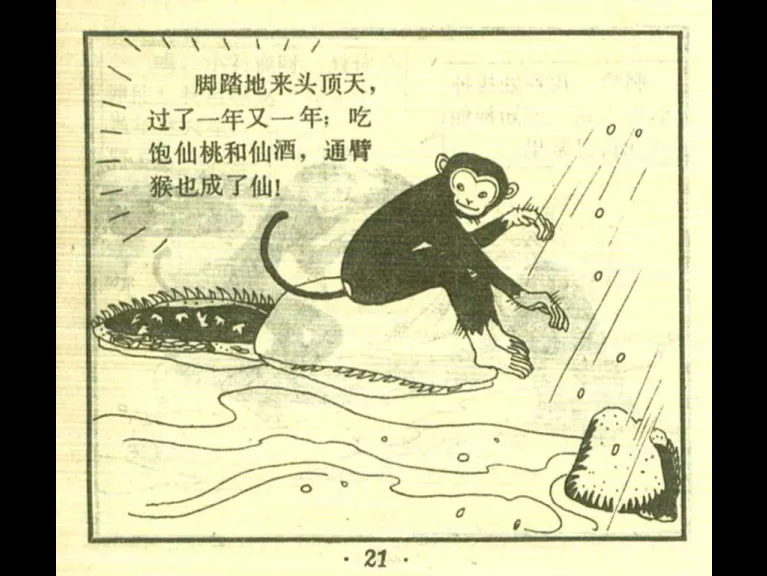 脚踏地来头顶天，
过了一年又一年；吃
饱仙桃和仙酒，通臂
猴也成了仙！
· 21 ·